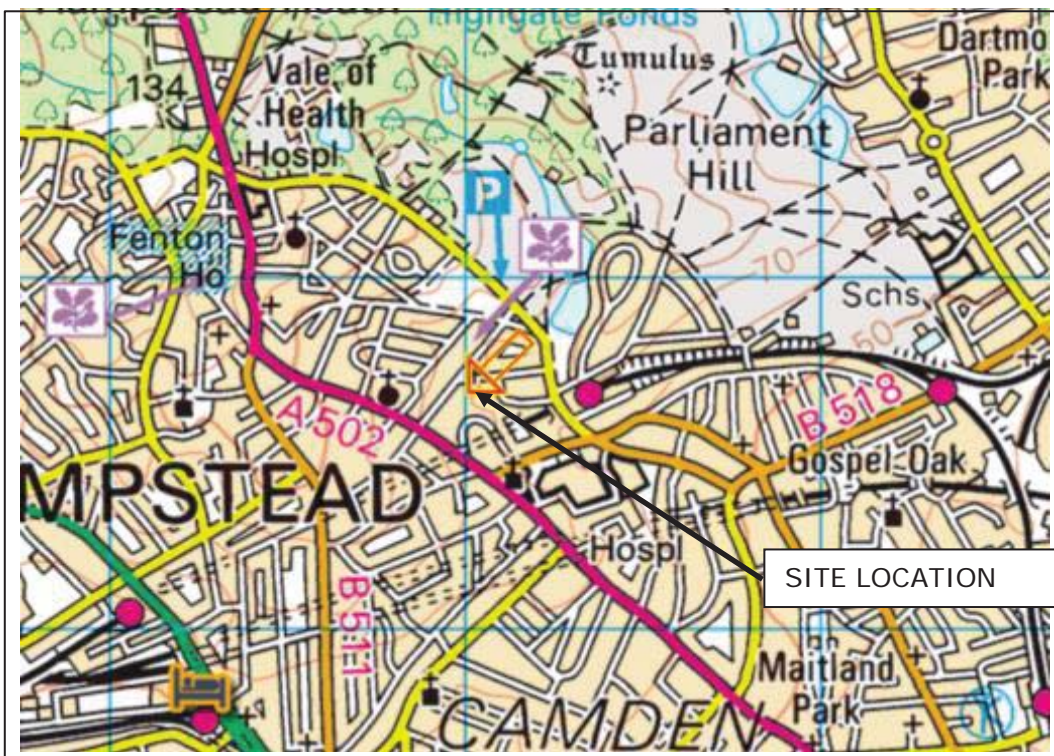 Highgate Ponds
134
Vale of
Health
Hospl
Tumulus
Dartmo
Park
Parliament
Hill
P
Fenton
Ho
70
Schs
50
A 502
B 518
MPSTEAD
Gospel Oak
Hospl
SITE LOCATION
B 511
Maitland
Park
CAMDEN